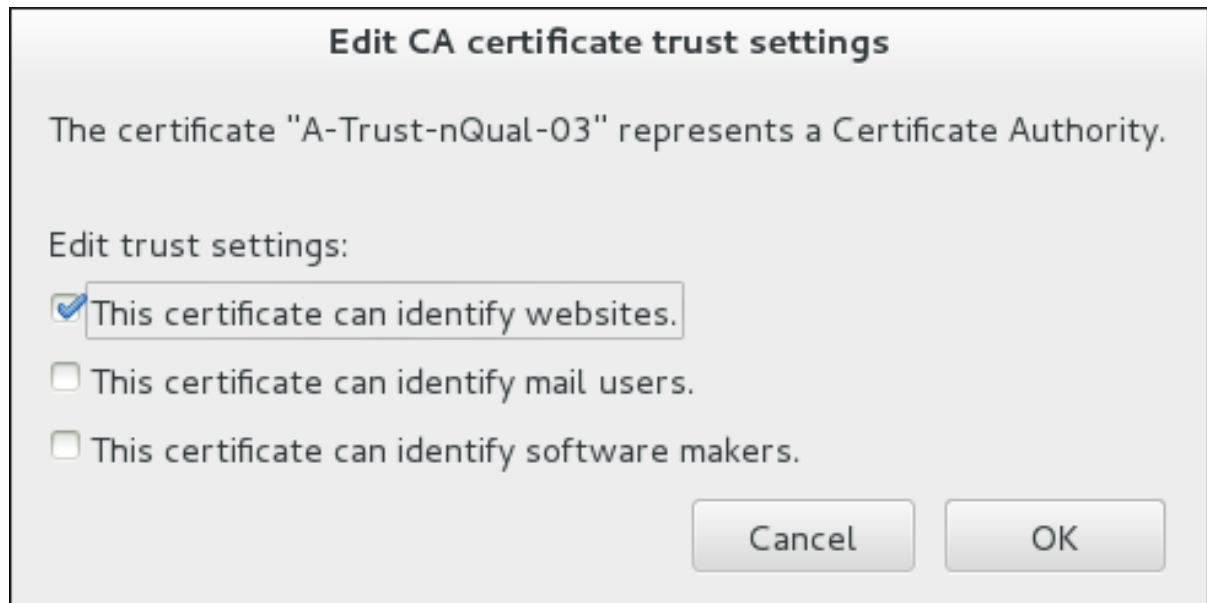 Edit CA certificate trust settings
The certificate "A-Trust-nQual-03" represents a Certificate Authority.
Edit trust settings:
This certificate can identify websites.
This certificate can identify mail users.
This certificate can identify software makers.
Cancel OK